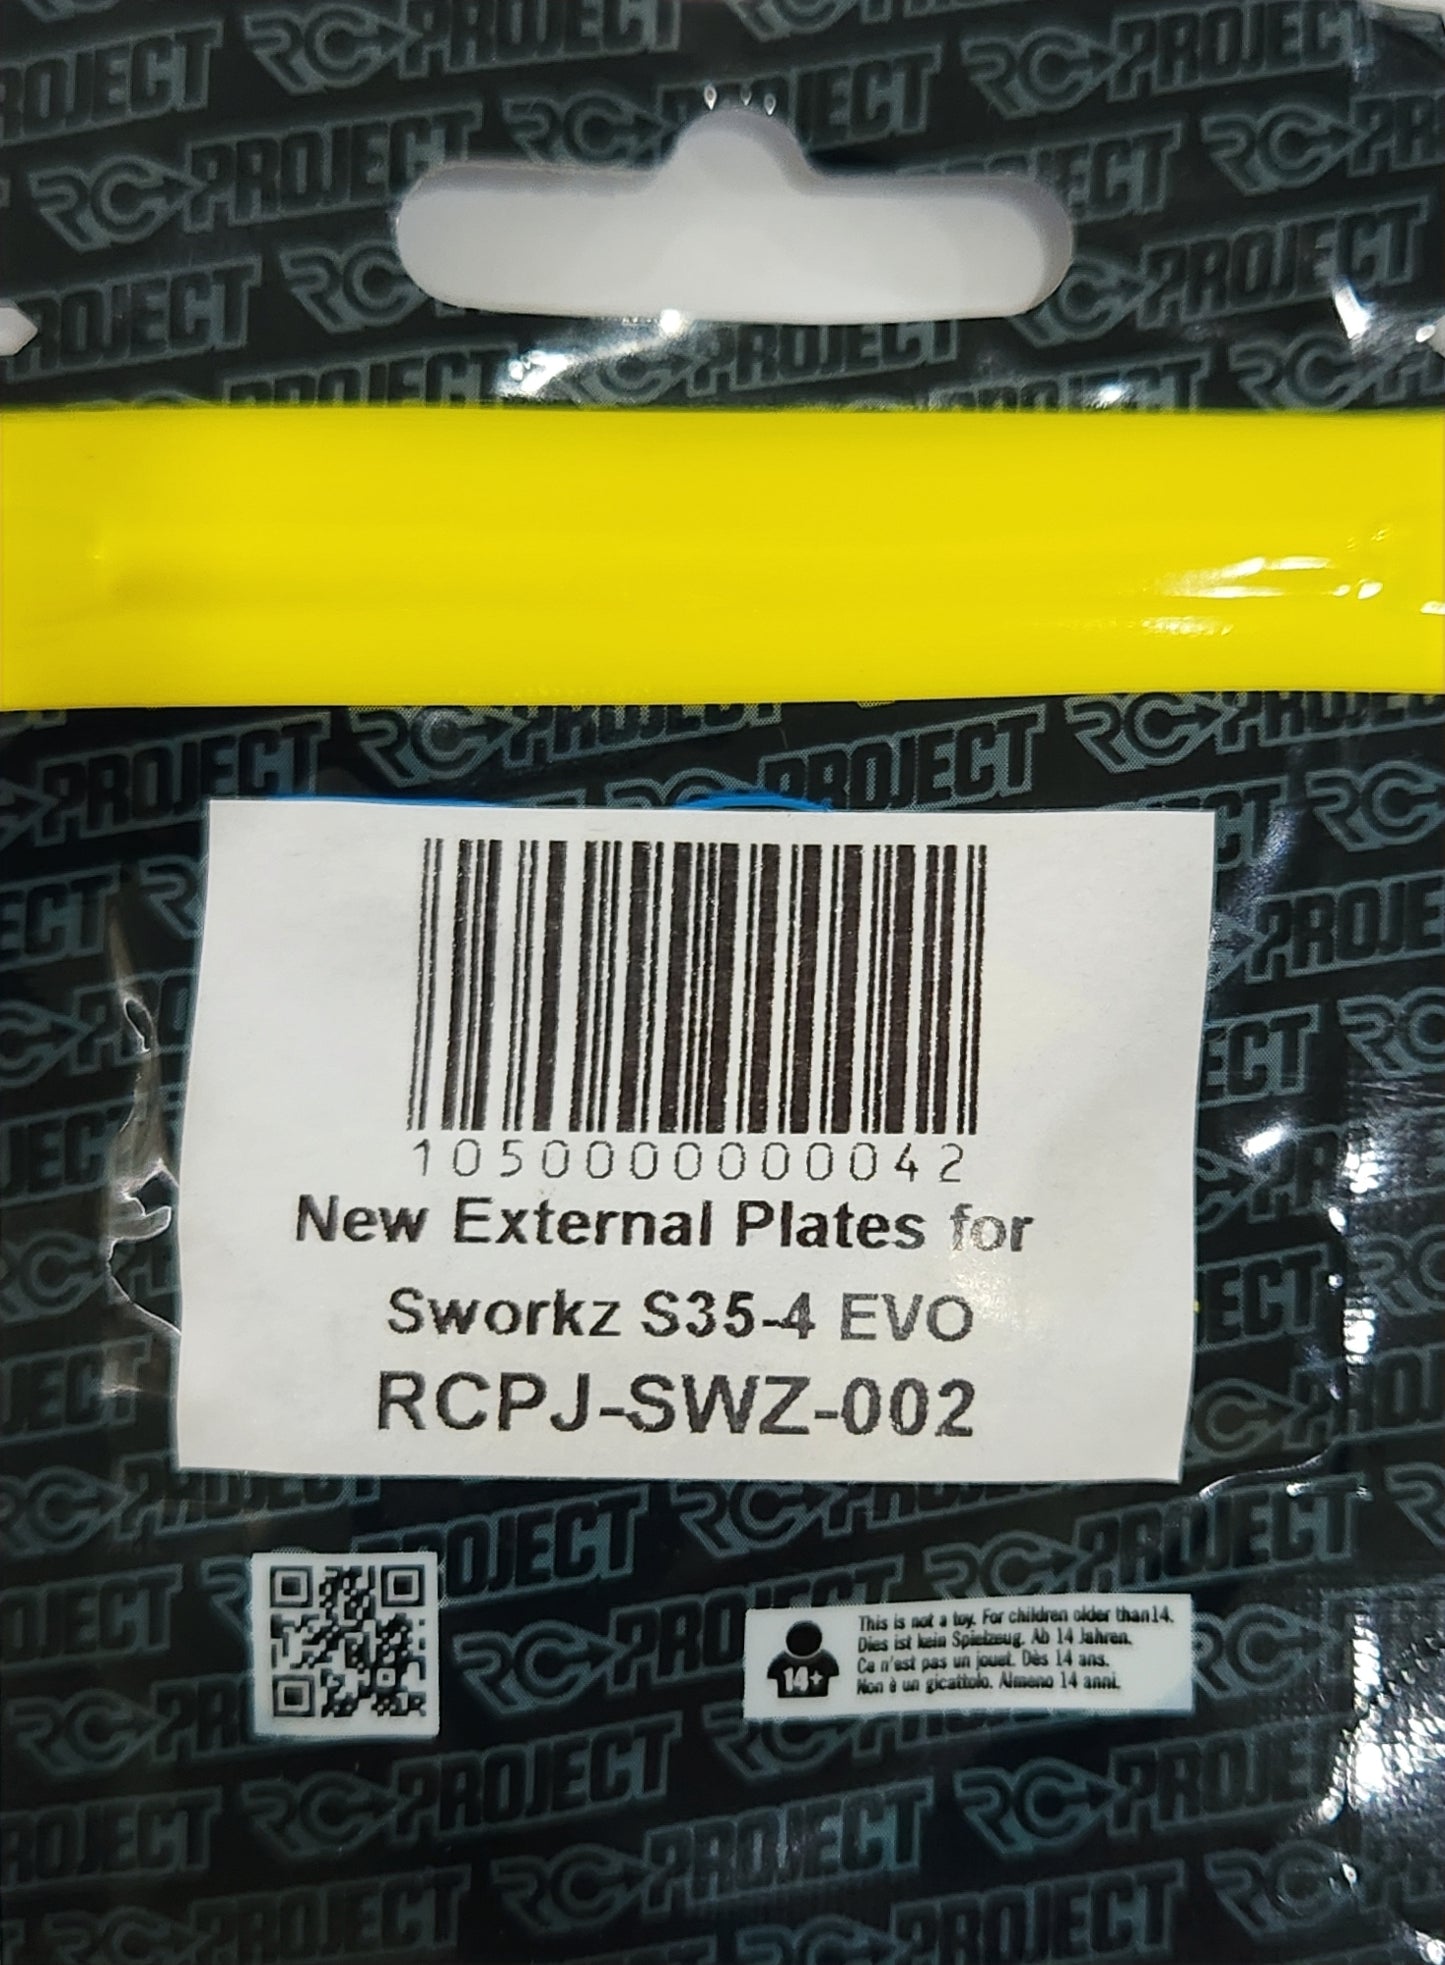 RC PROJECT
1050000000042
New External Plates for
Sworkz S35-4 EVO
RCPJ-SWZ-002
14+
This is not a toy. For children older than14.
Dies ist kein Spielzeug. Ab 14 Jahren.
Ce n'est pas un jouet. Dès 14 ans.
Non è un gicattolo. Almeno 14 anni.